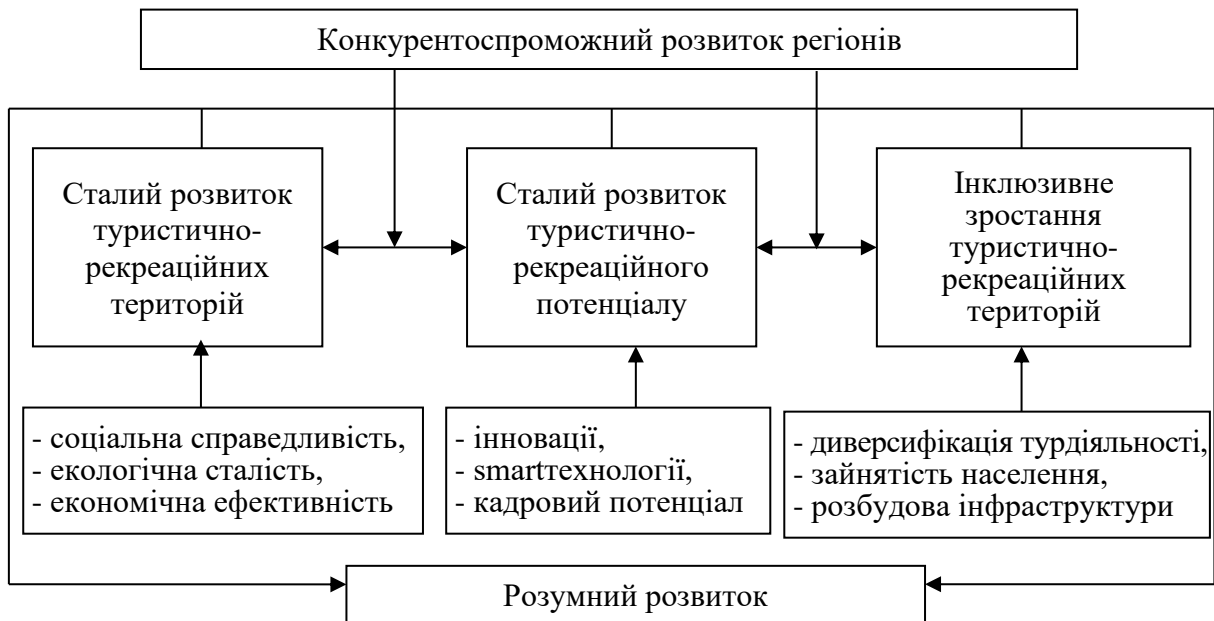 Конкурентоспроможний розвиток регіонів
Сталий розвиток
туристично-
рекреаційних
територій
Сталий розвиток
туристично-
рекреаційного
потенціалу
Інклюзивне
зростання
туристично-
рекреаційних
територій
- соціальна справедливість,
- екологічна сталість,
- економічна ефективність
- інновації,
- smartтехнології,
- кадровий потенціал
- диверсифікація турдіяльності,
- зайнятість населення,
- розбудова інфраструктури
Розумний розвиток